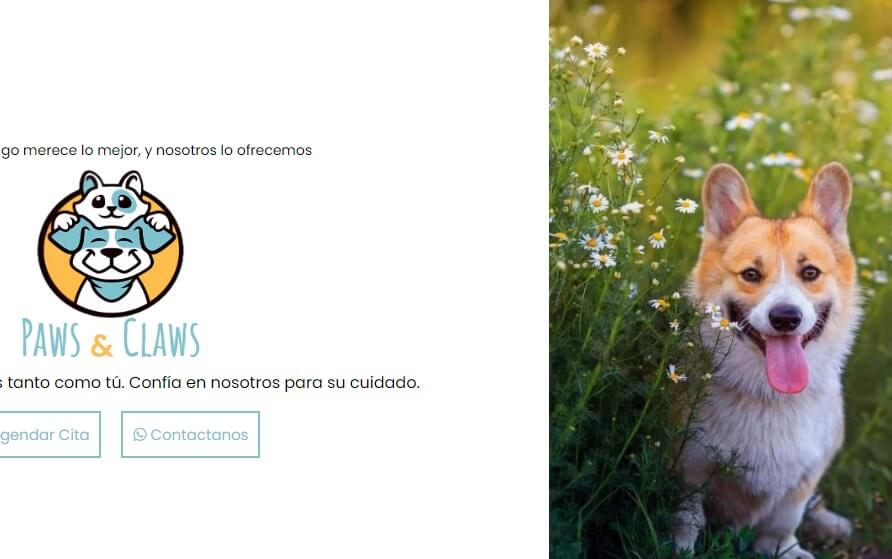 go merece lo mejor, y nosotros lo ofrecemos
PAWS & CLAWS
s tanto como tú. Confía en nosotros para su cuidado.
gendar Cita
Contactanos